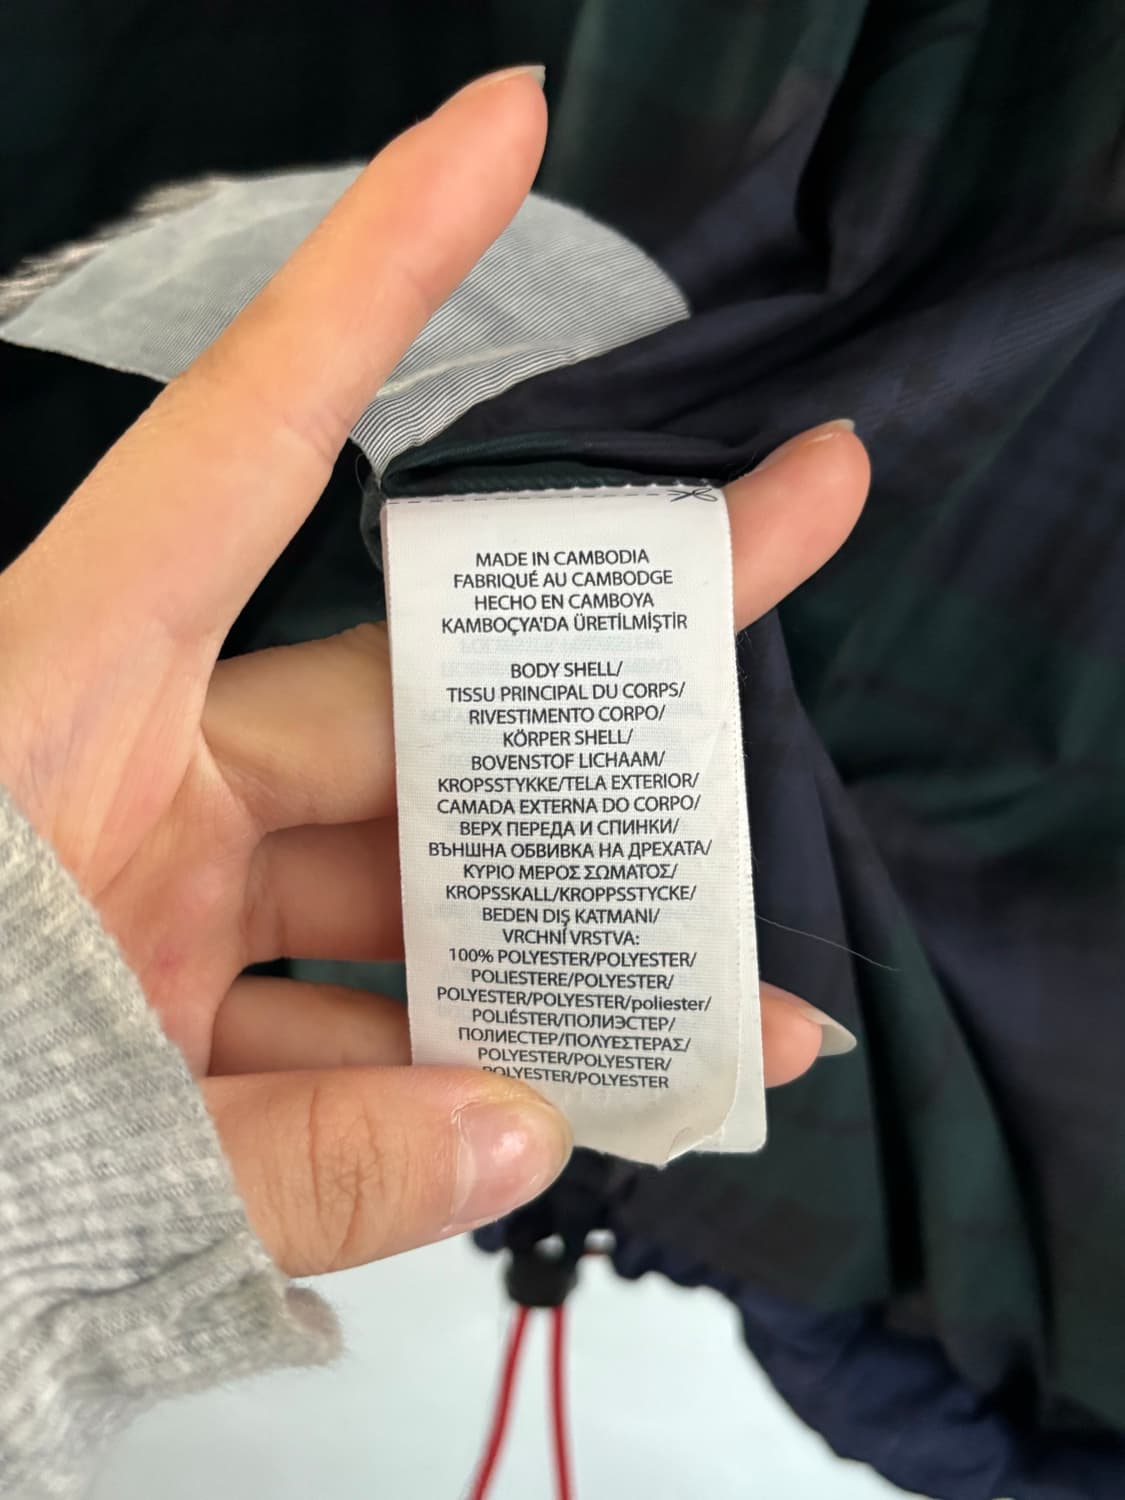 MADE IN CAMBODIA
FABRIQUÉ AU CAMBODGE
HECHO EN CAMBOYA
KAMBOÇYA'DA ÜRETİLMİŞTİR
BODY SHELL/
TISSU PRINCIPAL DU CORPS/
RIVESTIMENTO CORPO/
KÖRPER SHELL/
BOVENSTOF LICHAAM/
KROPSSTYKKE/TELA EXTERIOR/
CAMADA EXTERNA DO CORPO/
ВЕРХ ПЕРЕДА И СПИНКИ/
ВЪНШНА ОБВИВКА НА ДРЕХАТА/
ΚΥΡΙΟ ΜΕΡΟΣ ΣΩΜΑΤΟΣ/
KROPSSKALL/KROPPSSTYCKE/
BEDEN DIŞ KATMANI/
VRCHNÍ VRSTVA:
100% POLYESTER/POLYESTER/
POLIESTERE/POLYESTER/
POLYESTER/POLYESTER/poliester/
POLIÉSTER/ПОЛИЭСТЕР/
ПОЛИЕСТЕР/ΠΟΛΥΕΣΤΕΡΑΣ/
POLYESTER/POLYESTER/
POLYESTER/POLYESTER